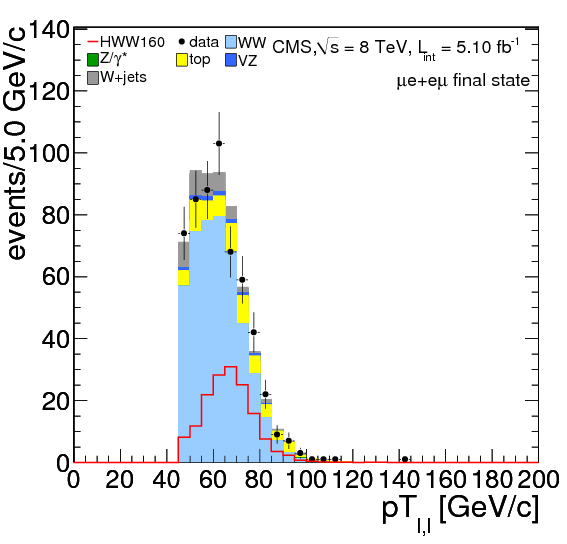 HWW160 data WW CMS,√s = 8 TeV, L_int = 5.10 fb⁻¹
Z/γ* top VZ
W+jets
μe+eμ final state
events/5.0 GeV/c
140
120
100
80
60
40
20
0
0 20 40 60 80 100 120 140 160 180 200
pT_l,l [GeV/c]